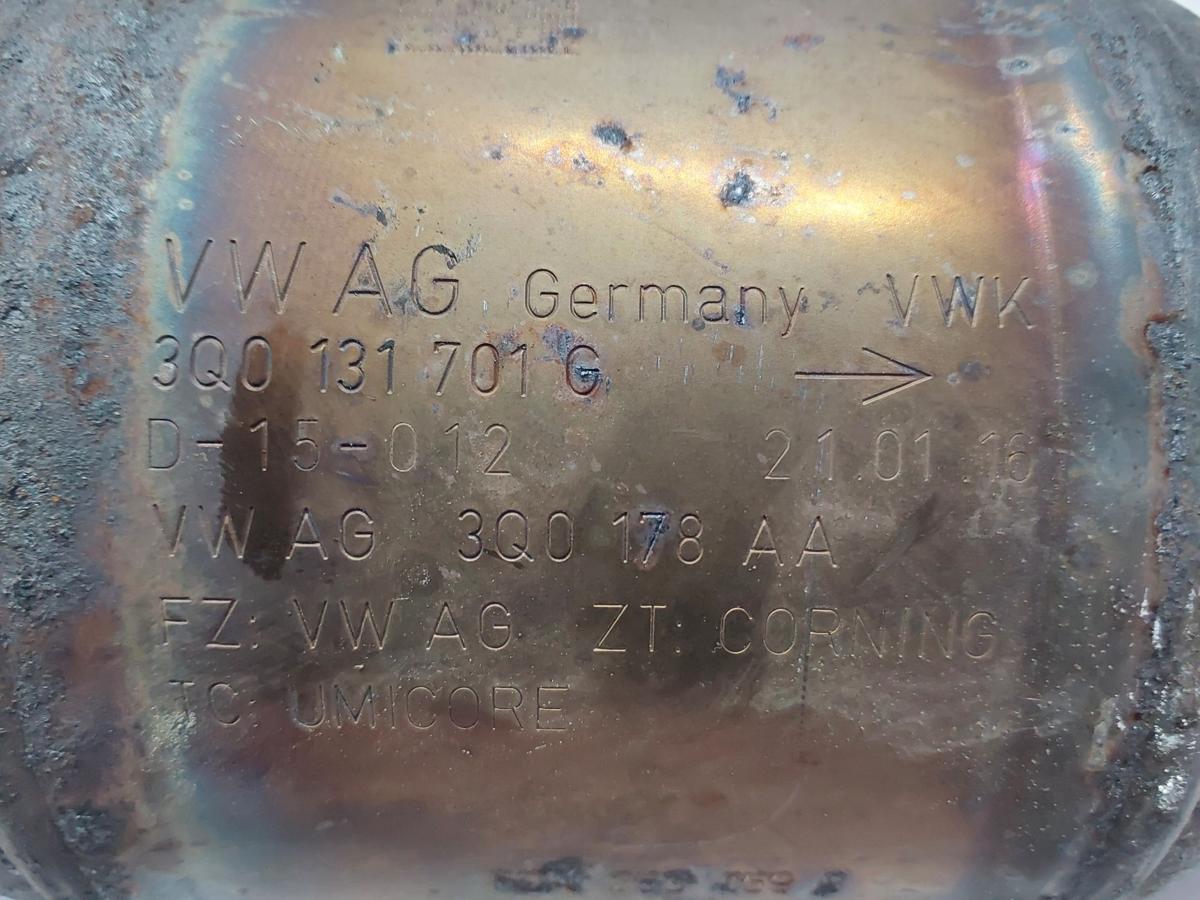 VW AG Germany VWK
3Q0 131 701 C →
D-15-012 21.01.16
VW AG 3Q0 178 AA
FZ: VW AG ZT: CORNING
TC: UMICORE